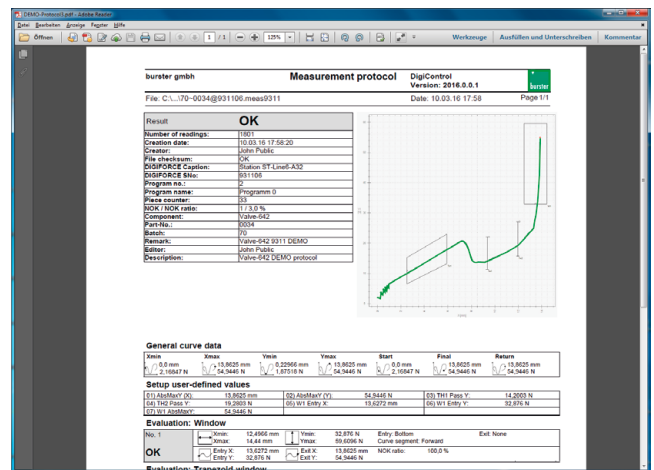 DEMO-Protocol3.pdf - Adobe Reader
Datei Bearbeiten Anzeige Fenster Hilfe
Öffnen 1 / 1 125% Werkzeuge Ausfüllen und Unterschreiben Kommentar
burster gmbh Measurement protocol DigiControl
Version: 2016.0.0.1
burster
File: C:\...\70~0034@931106.meas9311 Date: 10.03.16 17:58 Page 1/1
Result OK
Number of readings: 1801
Creation date: 10.03.16 17:56:20
Creator: John Public
File checksum: OK
DIGIFORCE Caption: Station ST-Line6-A32
DIGIFORCE SNo: 931106
Program no.: 2
Program name: Programm 0
Piece counter: 33
NOK / NOK ratio: 1 / 3,0 %
Component: Valve-642
Part-No.: 0034
Batch: 70
Remark: Valve-642 9311 DEMO
Editor: John Public
Description: Valve-642 DEMO protocol
General curve data
Xmin Xmax Ymin Ymax Start Final Return
0,0 mm 13,8625 mm 0,22966 mm 13,8625 mm 0,0 mm 13,8625 mm 13,8625 mm
2,16847 N 54,9446 N 1,87518 N 54,9446 N 2,16847 N 54,9446 N 54,9446 N
Setup user-defined values
01) AbsMaxY (X): 13,8625 mm 02) AbsMaxY (Y): 54,9446 N 03) TH1 Pass Y: 14,2003 N
04) TH2 Pass Y: 19,2803 N 05) W1 Entry X: 13,6272 mm 06) W1 Entry Y: 32,876 N
07) W1 AbsMaxY: 54,9446 N
Evaluation: Window
No. 1 Xmin: 12,4966 mm Ymin: 32,876 N Entry: Bottom Exit: None
Xmax: 14,44 mm Ymax: 59,6096 N Curve segment: Forward
OK Entry X: 13,6272 mm Exit X: 13,8625 mm NOK ratio: 100,0 %
Entry Y: 32,876 N Exit Y: 54,9446 N
Evaluation: Trapezoid window